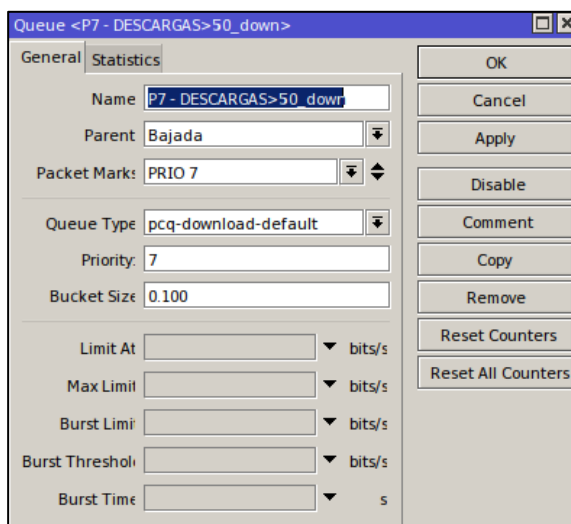 Queue <P7 - DESCARGAS>50_down>
General Statistics
Name P7 - DESCARGAS>50_down
Parent Bajada
Packet Marks PRIO 7
Queue Type pcq-download-default
Priority: 7
Bucket Size 0.100
Limit At bits/s
Max Limit bits/s
Burst Limit bits/s
Burst Threshol bits/s
Burst Time s
OK
Cancel
Apply
Disable
Comment
Copy
Remove
Reset Counters
Reset All Counters